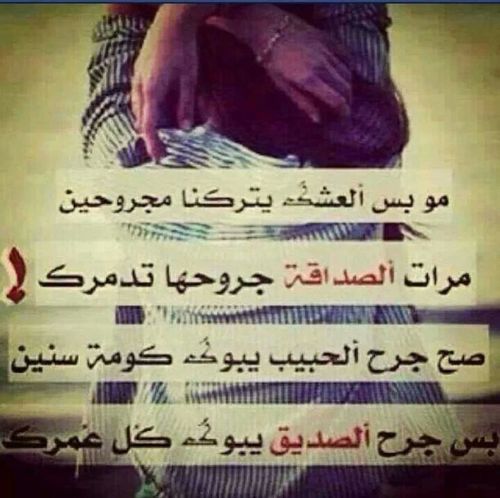 مو بس ألعشق يتركنا مجروحين
مرات ألصداقة جروحها تدمرك !
صح جرح ألحبيب يبوك كومة سنين
بس جرح ألصديق يبوك كل عمرك